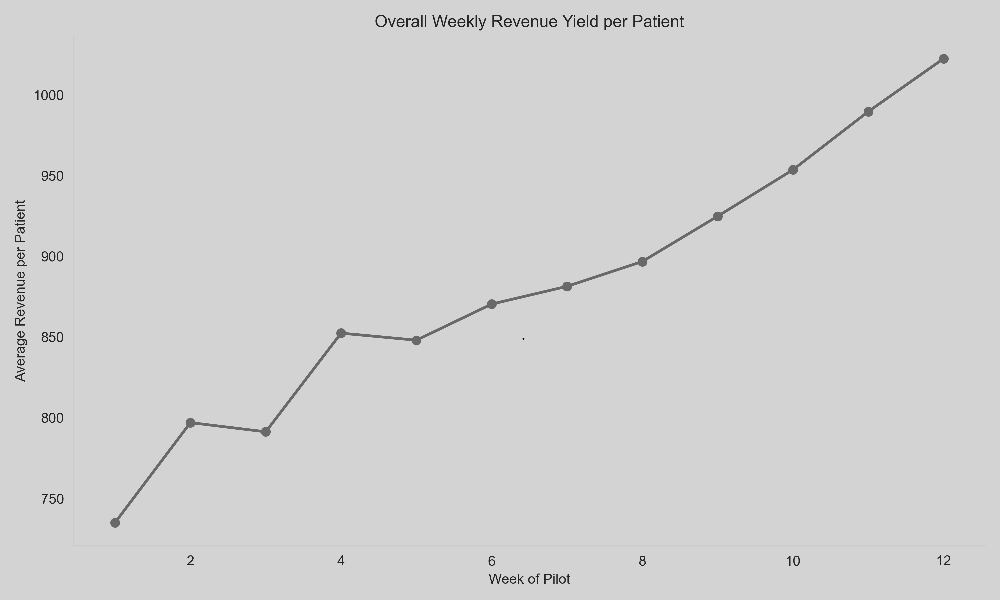 Overall Weekly Revenue Yield per Patient
Average Revenue per Patient
1000
950
900
850
800
750
2 4 6 8 10 12
Week of Pilot